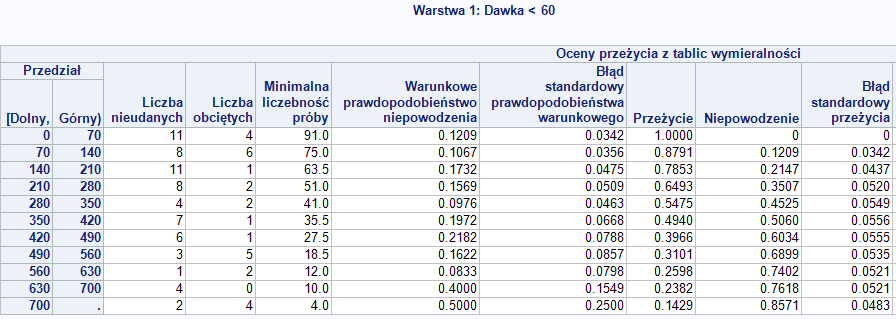 Warstwa 1: Dawka < 60
Oceny przeżycia z tablic wymieralności
Przedział Błąd Błąd
Minimalna Warunkowe standardowy standardowy
Liczba Liczba liczebność prawdopodobieństwo prawdopodobieństwa
[Dolny, Górny) nieudanych obciętych próby niepowodzenia warunkowego Przeżycie Niepowodzenie przeżycia
0 70 11 4 91.0 0.1209 0.0342 1.0000 0 0
70 140 8 6 75.0 0.1067 0.0356 0.8791 0.1209 0.0342
140 210 11 1 63.5 0.1732 0.0475 0.7853 0.2147 0.0437
210 280 8 2 51.0 0.1569 0.0509 0.6493 0.3507 0.0520
280 350 4 2 41.0 0.0976 0.0463 0.5475 0.4525 0.0549
350 420 7 1 35.5 0.1972 0.0668 0.4940 0.5060 0.0556
420 490 6 1 27.5 0.2182 0.0788 0.3966 0.6034 0.0555
490 560 3 5 18.5 0.1622 0.0857 0.3101 0.6899 0.0535
560 630 1 2 12.0 0.0833 0.0798 0.2598 0.7402 0.0521
630 700 4 0 10.0 0.4000 0.1549 0.2382 0.7618 0.0521
700 . 2 4 4.0 0.5000 0.2500 0.1429 0.8571 0.0483